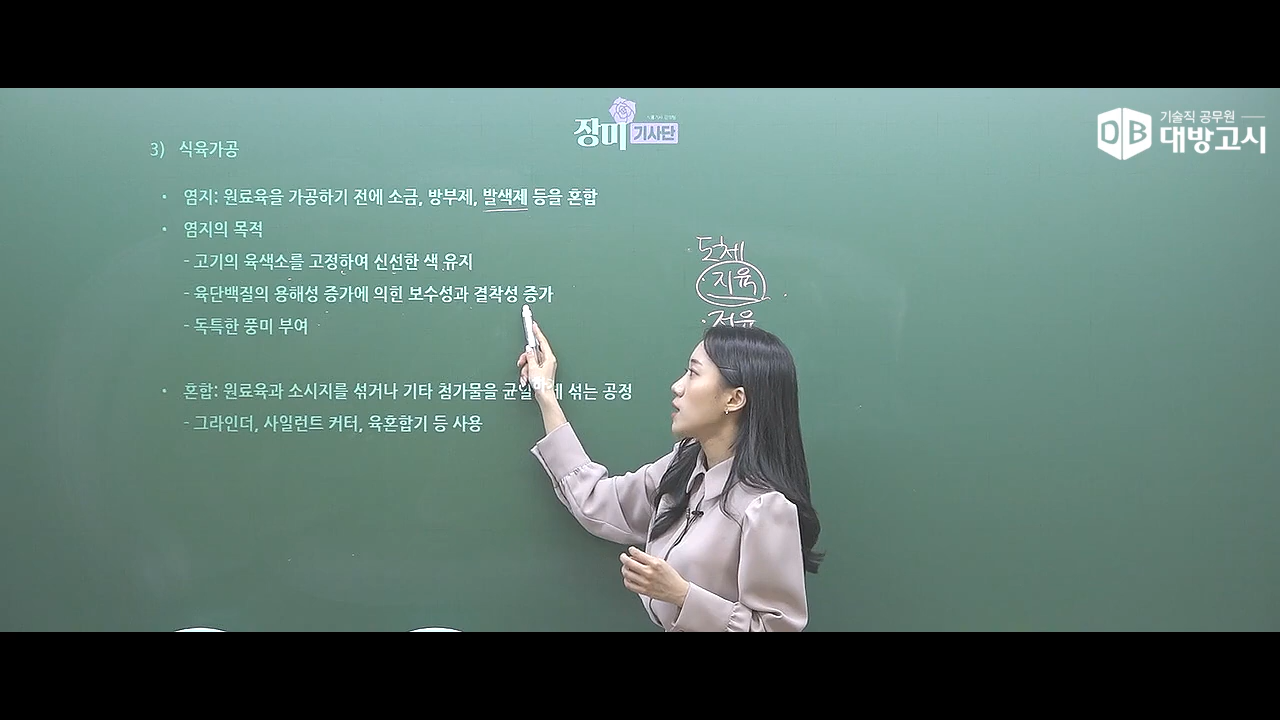 장미 기사단
기술직 공무원
DB 대방고시
3) 식육가공
• 염지: 원료육을 가공하기 전에 소금, 방부제, 발색제 등을 혼합
• 염지의 목적
- 고기의 육색소를 고정하여 신선한 색 유지
- 육단백질의 용해성 증가에 의한 보수성과 결착성 증가
- 독특한 풍미 부여
• 혼합: 원료육과 소시지를 섞거나 기타 첨가물을 균일하게 섞는 공정
- 그라인더, 사일런트 커터, 육혼합기 등 사용
· 도체
· 지육
· 정육